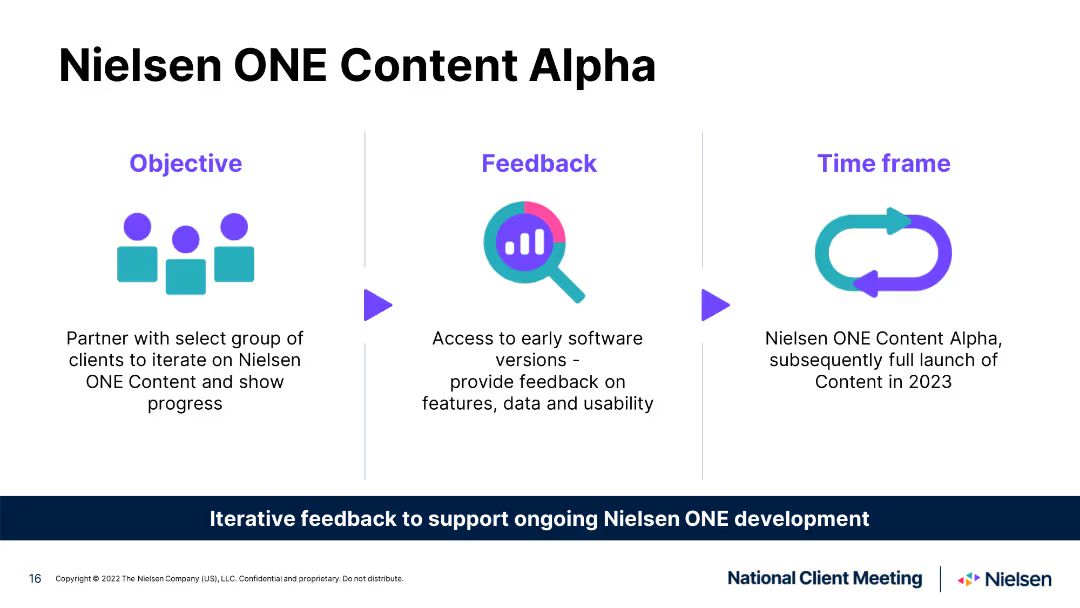 Nielsen ONE Content Alpha
Objective
Partner with select group of
clients to iterate on Nielsen
ONE Content and show
progress
Feedback
Access to early software
versions -
provide feedback on
features, data and usability
Time frame
Nielsen ONE Content Alpha,
subsequently full launch of
Content in 2023
Iterative feedback to support ongoing Nielsen ONE development
16 Copyright © 2022 The Nielsen Company (US), LLC. Confidential and proprietary. Do not distribute.
National Client Meeting
Nielsen